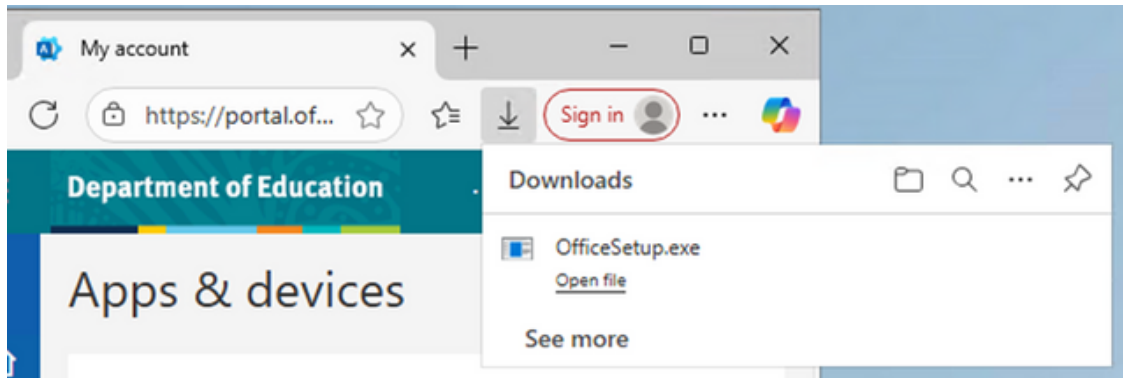 My account
https://portal.of...
Sign in
Department of Education
Downloads
OfficeSetup.exe
Open file
Apps & devices
See more